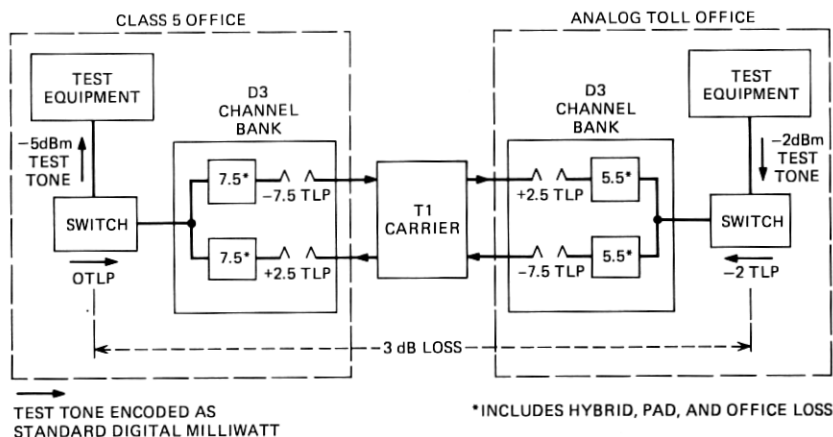 CLASS 5 OFFICE
TEST
EQUIPMENT
−5dBm
TEST
TONE
SWITCH
OTLP
D3
CHANNEL
BANK
7.5*
−7.5 TLP
7.5*
+2.5 TLP
T1
CARRIER
ANALOG TOLL OFFICE
D3
CHANNEL
BANK
+2.5 TLP
5.5*
−7.5 TLP
5.5*
TEST
EQUIPMENT
−2dBm
TEST
TONE
SWITCH
−2 TLP
3 dB LOSS
TEST TONE ENCODED AS
STANDARD DIGITAL MILLIWATT
*INCLUDES HYBRID, PAD, AND OFFICE LOSS